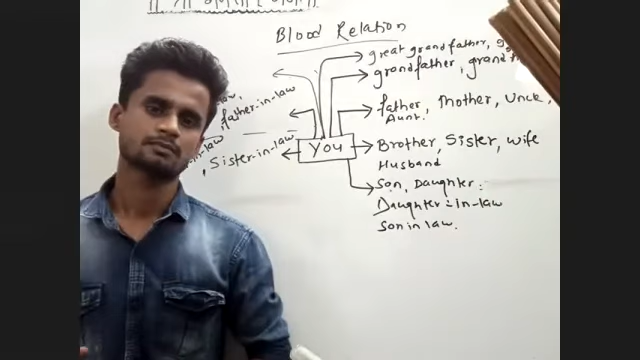 Blood Relation
great grandfather,
grandfather, grand
father, Mother, Uncle,
Aunt.
father-in-law
You
Brother, Sister, wife
Husband
, Sister-in-law
Son, Daughter
Daughter-in-law
Son in law.